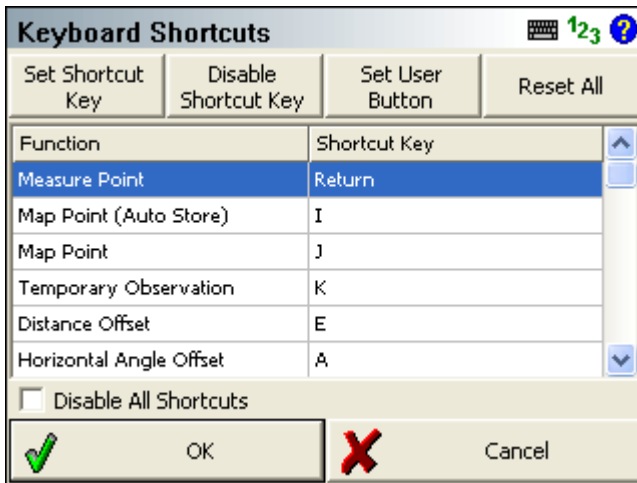 Keyboard Shortcuts 123 ?
Set Shortcut Key
Disable Shortcut Key
Set User Button
Reset All
Function Shortcut Key
Measure Point Return
Map Point (Auto Store) I
Map Point J
Temporary Observation K
Distance Offset E
Horizontal Angle Offset A
Disable All Shortcuts
OK Cancel